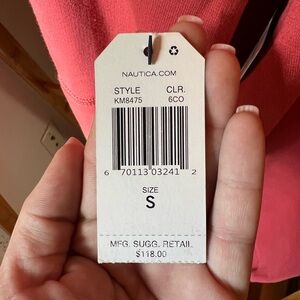 NAUTICA.COM
STYLE CLR.
KM8475 6CO
6 70113 03241 2
SIZE
S
MFG. SUGG. RETAIL
$118.00